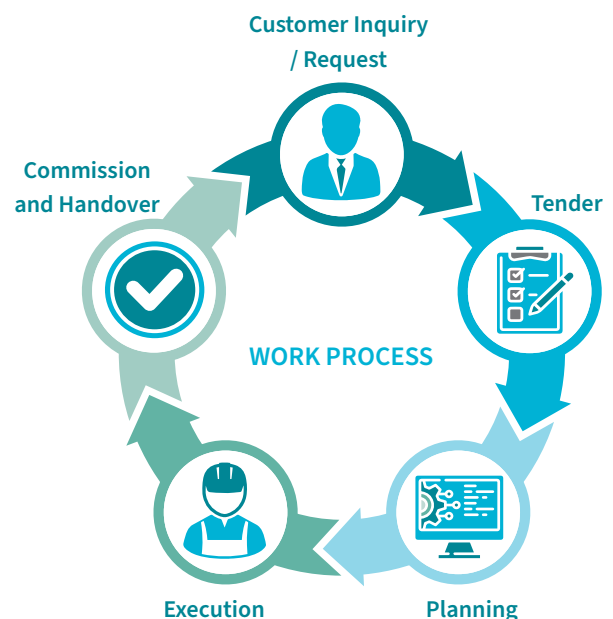 Customer Inquiry
/ Request
Commission
and Handover
Tender
WORK PROCESS
Execution
Planning